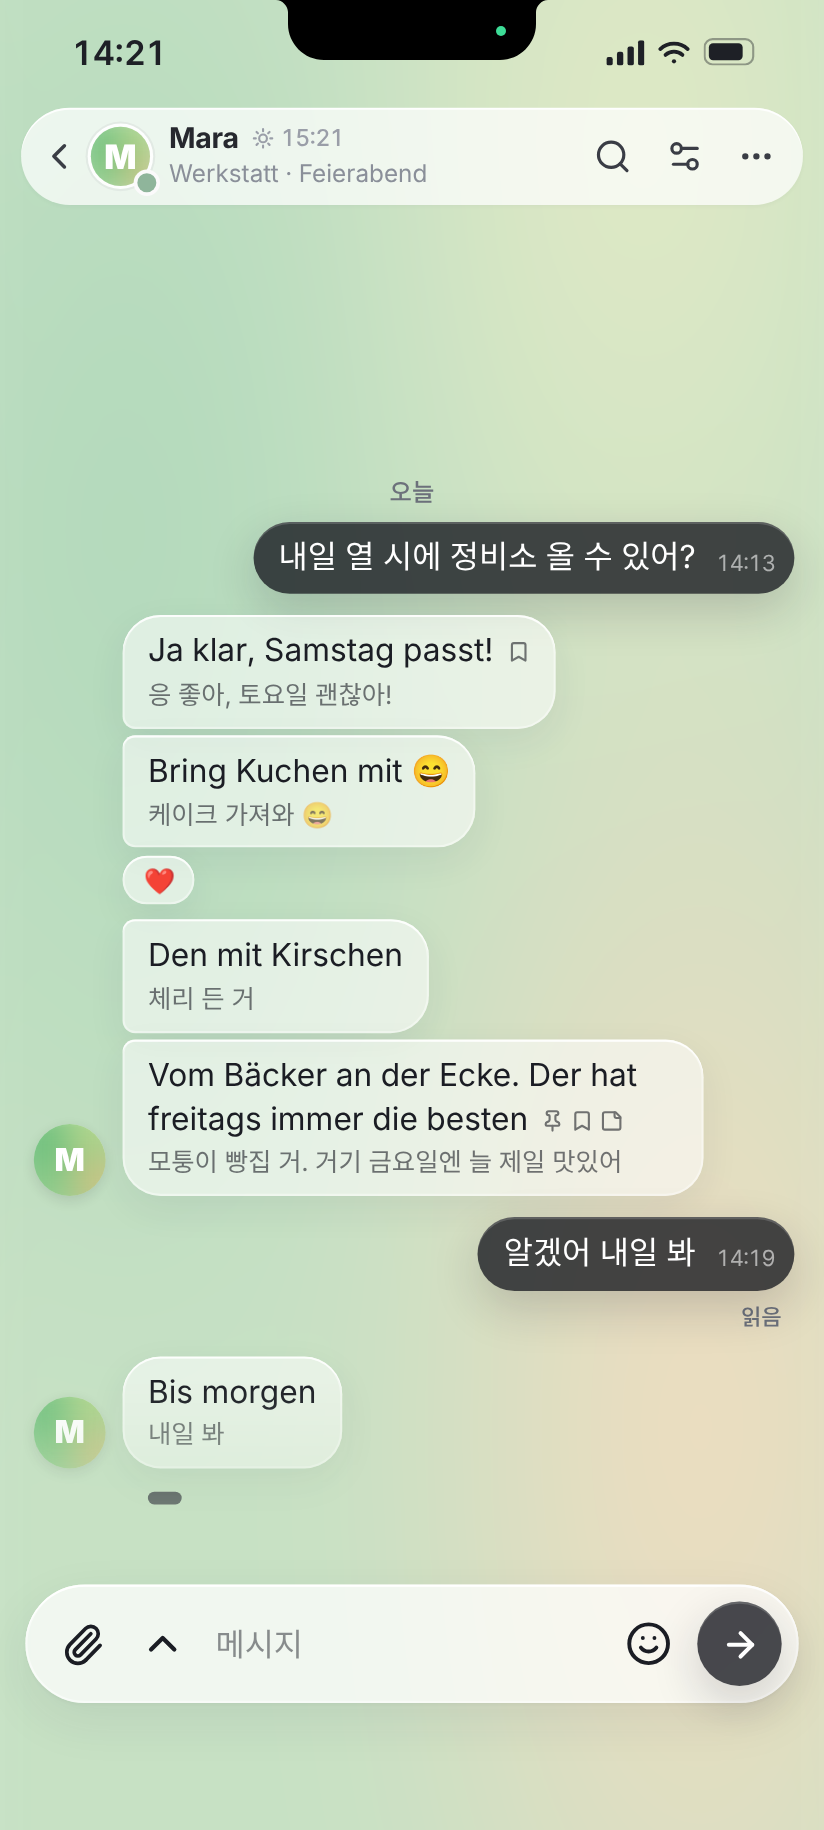 14:21
M
Mara 15:21
Werkstatt · Feierabend
오늘
내일 열 시에 정비소 올 수 있어? 14:13
Ja klar, Samstag passt!
응 좋아, 토요일 괜찮아!
Bring Kuchen mit 😄
케이크 가져와 😄
❤️
Den mit Kirschen
체리 든 거
Vom Bäcker an der Ecke. Der hat
freitags immer die besten
모퉁이 빵집 거. 거기 금요일엔 늘 제일 맛있어
M
알겠어 내일 봐 14:19
읽음
Bis morgen
내일 봐
M
메시지